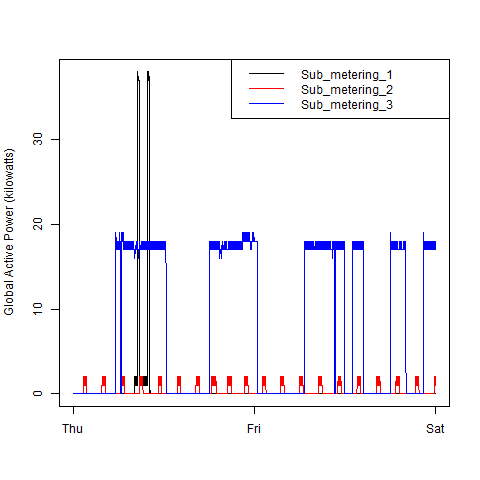 Sub_metering_1
Sub_metering_2
Sub_metering_3
Global Active Power (kilowatts)
30
20
10
0
Thu Fri Sat